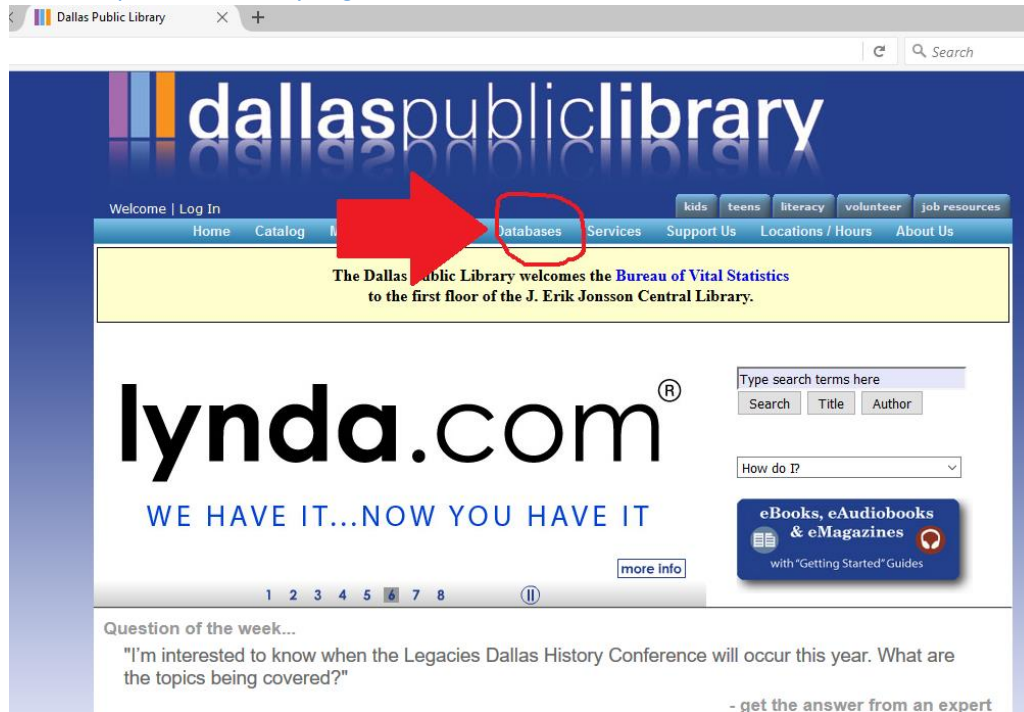 Dallas Public Library
Search
dallaspubliclibrary
kids teens literacy volunteer job resources
Welcome | Log In
Home Catalog Databases Services Support Us Locations / Hours About Us
The Dallas Public Library welcomes the Bureau of Vital Statistics
to the first floor of the J. Erik Jonsson Central Library.
lynda.com®
WE HAVE IT...NOW YOU HAVE IT
more info
1 2 3 4 5 6 7 8
Type search terms here
Search Title Author
How do I?
eBooks, eAudiobooks
& eMagazines
with "Getting Started" Guides
Question of the week...
"I'm interested to know when the Legacies Dallas History Conference will occur this year. What are
the topics being covered?"
- get the answer from an expert